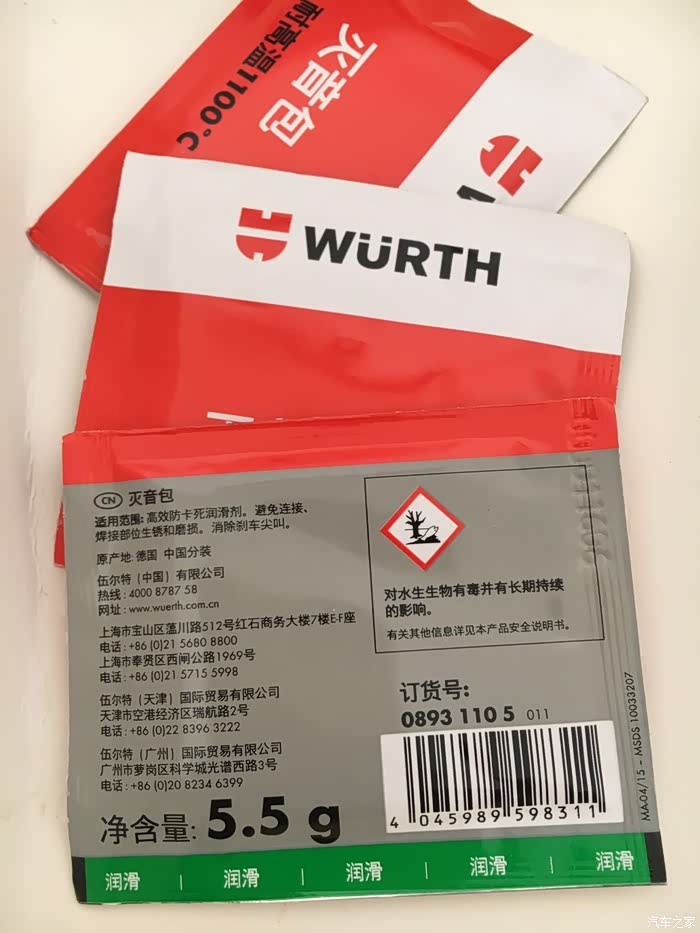 耐高温1100°C
灭音包
WÜRTH
CN 灭音包
适用范围: 高效防卡死润滑剂。避免连接、
焊接部位生锈和磨损。消除刹车尖叫。
原产地: 德国 中国分装
伍尔特（中国）有限公司
热线: 4000 8787 58
网址: www.wuerth.com.cn
上海市宝山区蕰川路512号红石商务大楼7楼E-F座
电话: +86 (0)21 5680 8800
上海市奉贤区西闸公路1969号
电话: +86 (0)21 5715 5998
伍尔特（天津）国际贸易有限公司
天津市空港经济区瑞航路2号
电话: +86 (0)22 8396 3222
伍尔特（广州）国际贸易有限公司
广州市萝岗区科学城光谱西路3号
电话: +86 (0)20 8234 6399
净含量: 5.5 g
对水生生物有毒并有长期持续
的影响。
有关其他信息详见本产品安全说明书。
订货号:
0893 110 5 011
4 045989 598311
MA04/15 - MSDS 10033207
润滑 | 润滑 | 润滑 | 润滑 | 润滑
汽车之家